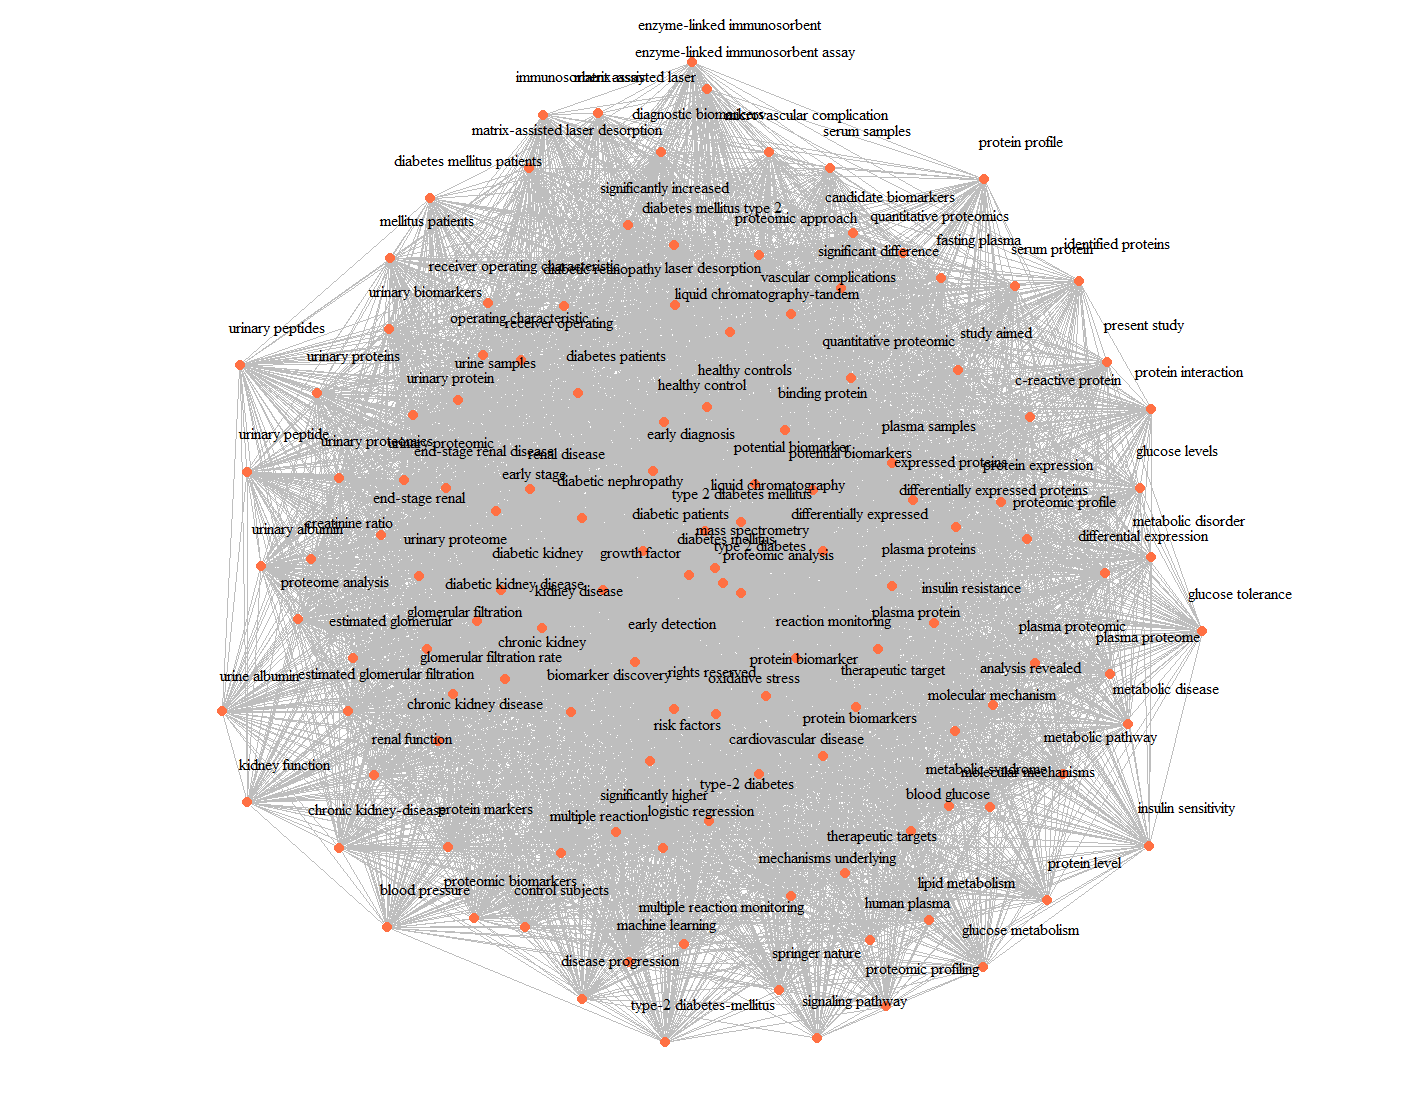 enzyme-linked immunosorbent
enzyme-linked immunosorbent assay
immunosorbent assay
matrix-assisted laser
diagnostic biomarkers
microvascular complication
matrix-assisted laser desorption
serum samples
protein profile
diabetes mellitus patients
significantly increased
candidate biomarkers
diabetes mellitus type 2
mellitus patients
proteomic approach
quantitative proteomics
fasting plasma
identified proteins
significant difference
serum protein
receiver operating characteristic
diabetic retinopathy
laser desorption
vascular complications
urinary biomarkers
liquid chromatography-tandem
operating characteristic
receiver operating
urinary peptides
present study
study aimed
quantitative proteomic
urinary proteins
urine samples
diabetes patients
healthy controls
protein interaction
urinary protein
healthy control
c-reactive protein
binding protein
urinary peptide
urinary proteomics
urinary proteomic
early diagnosis
plasma samples
potential biomarker
potential biomarkers
end-stage renal disease
renal disease
glucose levels
expressed proteins
protein expression
early stage
diabetic nephropathy
liquid chromatography
type 2 diabetes mellitus
differentially expressed proteins
proteomic profile
end-stage renal
diabetic patients
differentially expressed
metabolic disorder
urinary albumin
creatinine ratio
mass spectrometry
differential expression
urinary proteome
diabetes mellitus
type 2 diabetes
diabetic kidney
growth factor
proteomic analysis
plasma proteins
proteome analysis
diabetic kidney disease
kidney disease
insulin resistance
glucose tolerance
glomerular filtration
plasma protein
estimated glomerular
early detection
reaction monitoring
plasma proteomic
plasma proteome
chronic kidney
glomerular filtration rate
protein biomarker
urine albumin
estimated glomerular filtration
biomarker discovery
rights reserved
oxidative stress
therapeutic target
analysis revealed
metabolic disease
molecular mechanism
chronic kidney disease
risk factors
protein biomarkers
renal function
cardiovascular disease
metabolic pathway
kidney function
metabolic syndrome
molecular mechanisms
type-2 diabetes
significantly higher
blood glucose
chronic kidney-disease
protein markers
multiple reaction
logistic regression
insulin sensitivity
therapeutic targets
mechanisms underlying
protein level
proteomic biomarkers
blood pressure
control subjects
lipid metabolism
multiple reaction monitoring
human plasma
machine learning
glucose metabolism
springer nature
disease progression
proteomic profiling
type-2 diabetes-mellitus
signaling pathway